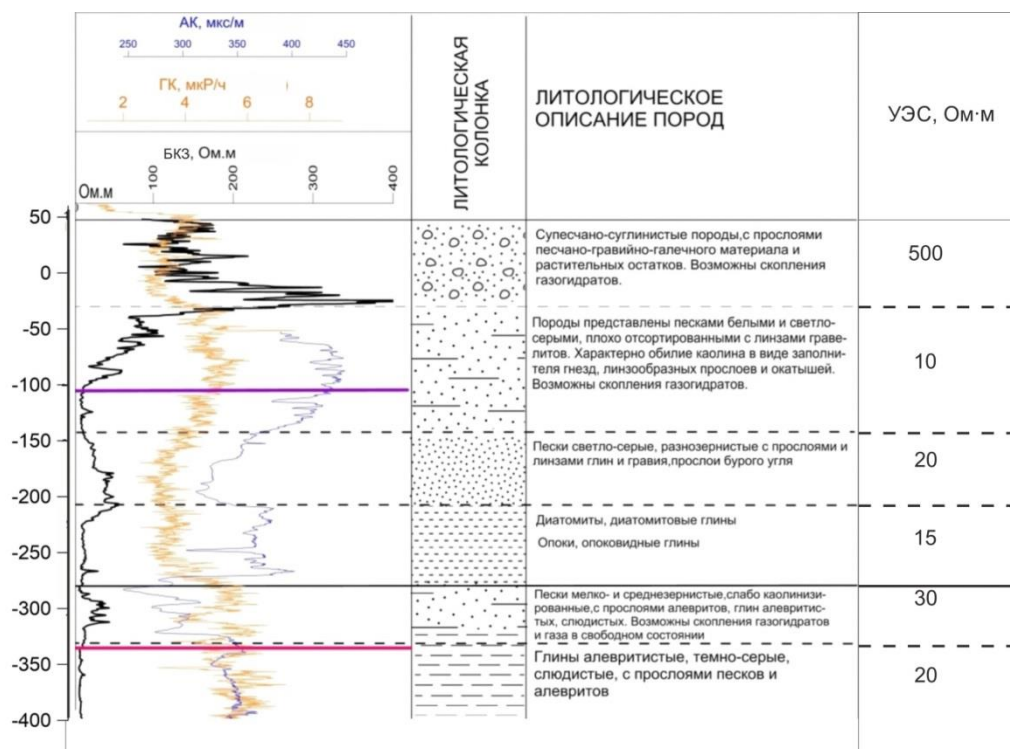 АК, мкс/м
250 300 350 400 450
ГК, мкР/ч
2 4 6 8
БКЗ, Ом.м
Ом.м
100
200
300
400
ЛИТОЛОГИЧЕСКАЯ
КОЛОНКА
ЛИТОЛОГИЧЕСКОЕ
ОПИСАНИЕ ПОРОД
УЭС, Ом·м
50
0
-50
-100
-150
-200
-250
-300
-350
-400
Супесчано-суглинистые породы,с прослоями
песчано-гравийно-галечного материала и
растительных остатков. Возможны скопления
газогидратов.
500
Породы представлены песками белыми и светло-
серыми, плохо отсортированными с линзами граве-
литов. Характерно обилие каолина в виде заполни-
теля гнезд, линзообразных прослоев и окатышей.
Возможны скопления газогидратов.
10
Пески светло-серые, разнозернистые с прослоями и
линзами глин и гравия,прослои бурого угля
20
Диатомиты, диатомитовые глины
Опоки, опоковидные глины
15
Пески мелко- и среднезернистые,слабо каолинизи-
рованные,с прослоями алевритов, глин алевритис-
тых, слюдистых. Возможны скопления газогидратов
и газа в свободном состоянии
30
Глины алевритистые, темно-серые,
слюдистые, с прослоями песков и
алевритов
20